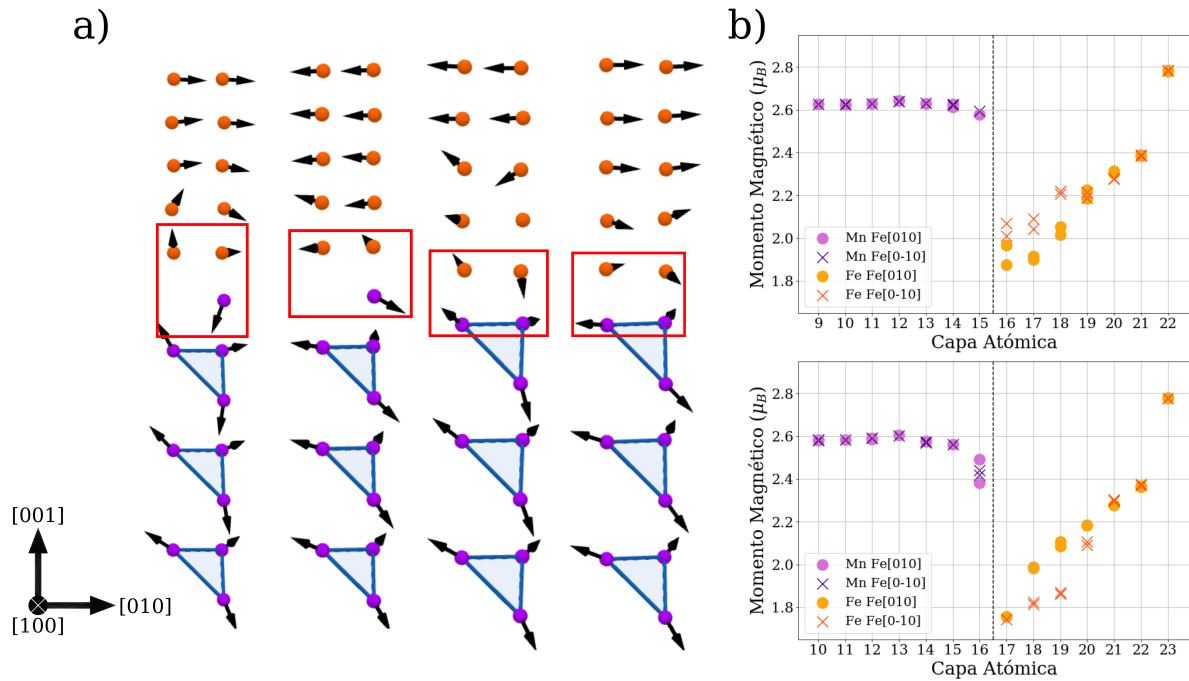 a)
[001]
[010]
[100]
b)
Momento Magnético (μB)
2.8
2.6
2.4
2.2
2.0
1.8
Mn Fe[010]
Mn Fe[0-10]
Fe Fe[010]
Fe Fe[0-10]
9 10 11 12 13 14 15 16 17 18 19 20 21 22
Capa Atómica
Momento Magnético (μB)
2.8
2.6
2.4
2.2
2.0
1.8
Mn Fe[010]
Mn Fe[0-10]
Fe Fe[010]
Fe Fe[0-10]
10 11 12 13 14 15 16 17 18 19 20 21 22 23
Capa Atómica